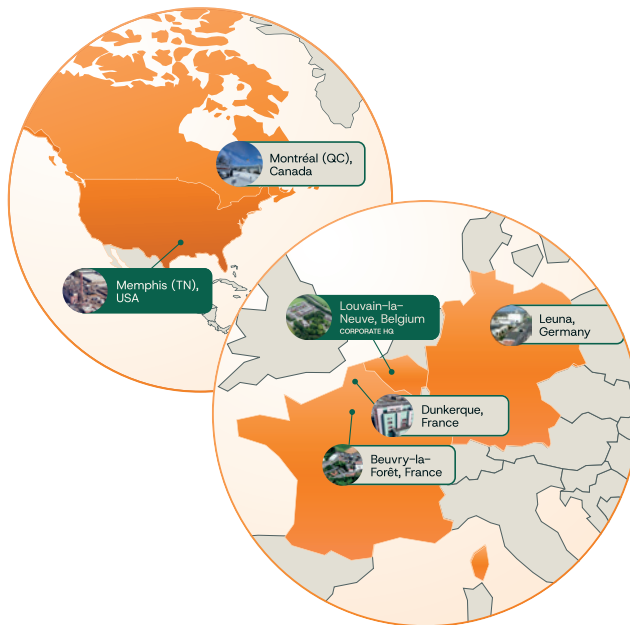 Montréal (QC),
Canada
Memphis (TN),
USA
Louvain-la-
Neuve, Belgium
CORPORATE HQ
Leuna,
Germany
Dunkerque,
France
Beuvry-la-
Forêt, France